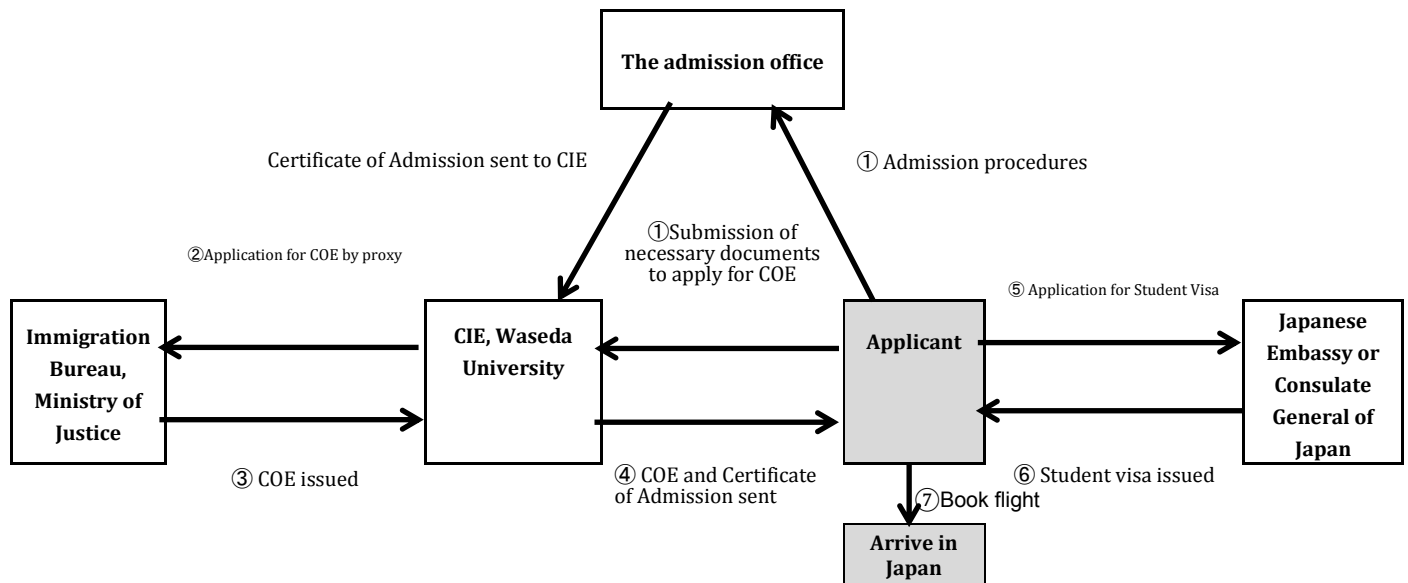 The admission office
Certificate of Admission sent to CIE
① Admission procedures
②Application for COE by proxy
①Submission of
necessary documents
to apply for COE
⑤ Application for Student Visa
Immigration
Bureau,
Ministry of
Justice
CIE, Waseda
University
Applicant
Japanese
Embassy or
Consulate
General of
Japan
③ COE issued
④ COE and Certificate
of Admission sent
⑥ Student visa issued
⑦Book flight
Arrive in
Japan